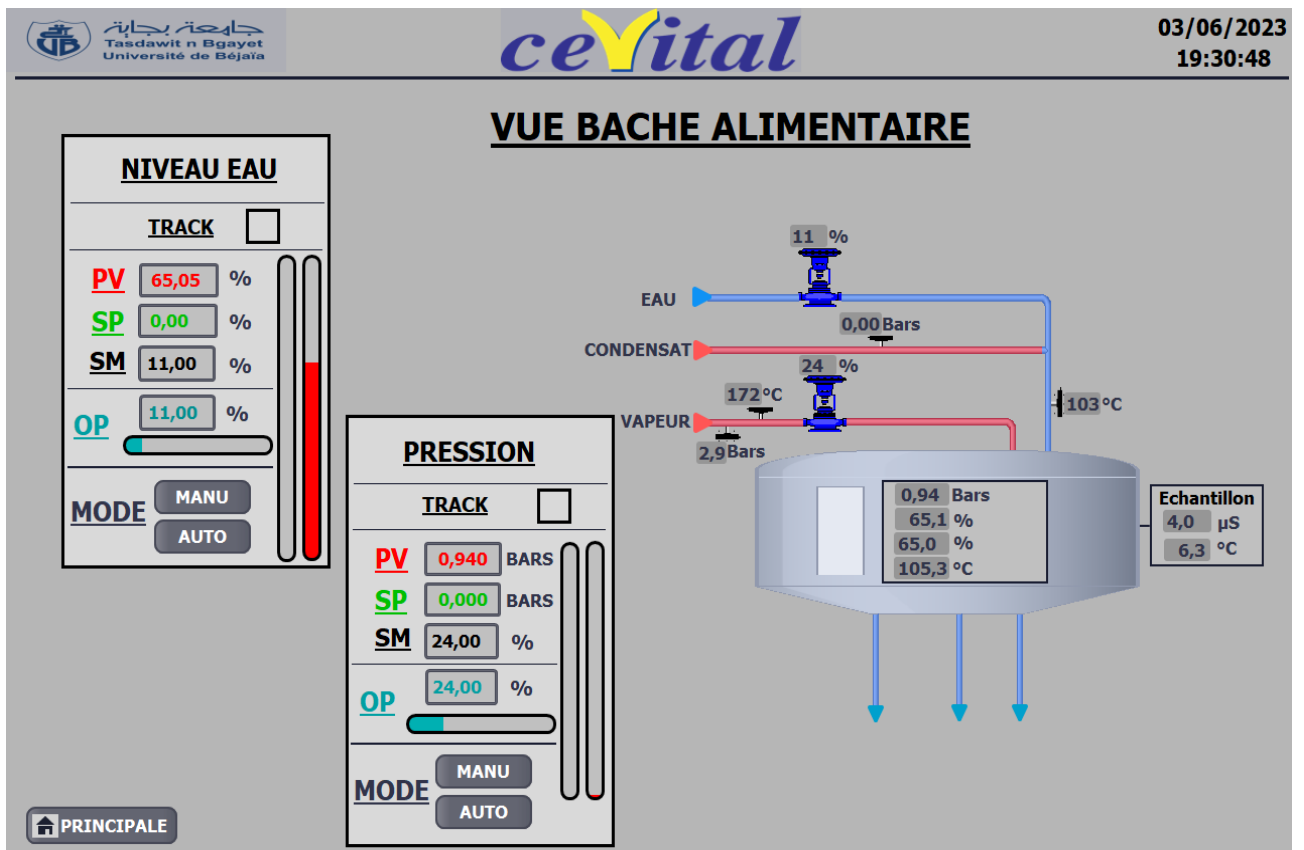 جامعة بجاية
Tasdawit n Bgayet
Université de Béjaïa
cevital
03/06/2023
19:30:48
VUE BACHE ALIMENTAIRE
NIVEAU EAU
TRACK
PV 65,05 %
SP 0,00 %
SM 11,00 %
OP 11,00 %
MODE
MANU
AUTO
PRESSION
TRACK
PV 0,940 BARS
SP 0,000 BARS
SM 24,00 %
OP 24,00 %
MODE
MANU
AUTO
11 %
EAU
0,00 Bars
CONDENSAT
24 %
172 °C
VAPEUR
2,9 Bars
103 °C
0,94 Bars
65,1 %
65,0 %
105,3 °C
Echantillon
4,0 µS
6,3 °C
PRINCIPALE